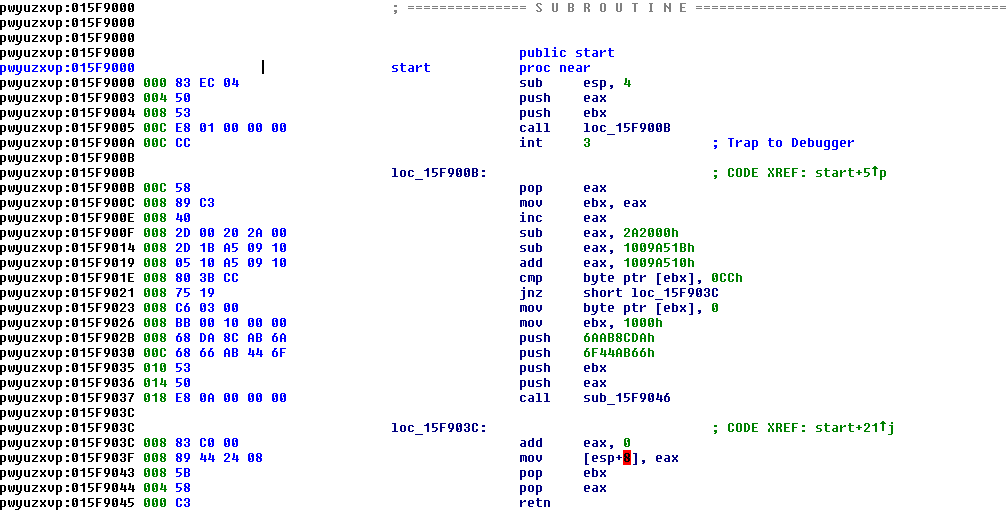 pwyuzxvp:015F9000 ; =============== S U B R O U T I N E =======================================
pwyuzxvp:015F9000
pwyuzxvp:015F9000
pwyuzxvp:015F9000 public start
pwyuzxvp:015F9000 start proc near
pwyuzxvp:015F9000 000 83 EC 04 sub esp, 4
pwyuzxvp:015F9003 004 50 push eax
pwyuzxvp:015F9004 008 53 push ebx
pwyuzxvp:015F9005 00C E8 01 00 00 00 call loc_15F900B
pwyuzxvp:015F900A 00C CC int 3 ; Trap to Debugger
pwyuzxvp:015F900B
pwyuzxvp:015F900B loc_15F900B: ; CODE XREF: start+5↑p
pwyuzxvp:015F900B 00C 58 pop eax
pwyuzxvp:015F900C 008 89 C3 mov ebx, eax
pwyuzxvp:015F900E 008 40 inc eax
pwyuzxvp:015F900F 008 2D 00 20 2A 00 sub eax, 2A2000h
pwyuzxvp:015F9014 008 2D 1B A5 09 10 sub eax, 1009A51Bh
pwyuzxvp:015F9019 008 05 10 A5 09 10 add eax, 1009A510h
pwyuzxvp:015F901E 008 80 3B CC cmp byte ptr [ebx], 0CCh
pwyuzxvp:015F9021 008 75 19 jnz short loc_15F903C
pwyuzxvp:015F9023 008 C6 03 00 mov byte ptr [ebx], 0
pwyuzxvp:015F9026 008 BB 00 10 00 00 mov ebx, 1000h
pwyuzxvp:015F902B 008 68 DA 8C AB 6A push 6AAB8CDAh
pwyuzxvp:015F9030 00C 68 66 AB 44 6F push 6F44AB66h
pwyuzxvp:015F9035 010 53 push ebx
pwyuzxvp:015F9036 014 50 push eax
pwyuzxvp:015F9037 018 E8 0A 00 00 00 call sub_15F9046
pwyuzxvp:015F903C
pwyuzxvp:015F903C loc_15F903C: ; CODE XREF: start+21↑j
pwyuzxvp:015F903C 008 83 C0 00 add eax, 0
pwyuzxvp:015F903F 008 89 44 24 08 mov [esp+8], eax
pwyuzxvp:015F9043 008 5B pop ebx
pwyuzxvp:015F9044 004 58 pop eax
pwyuzxvp:015F9045 000 C3 retn